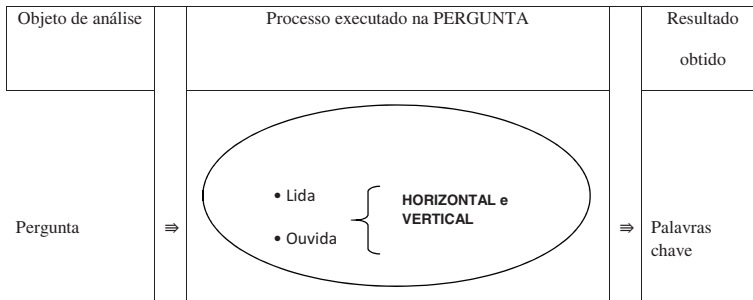 Objeto de análise
Processo executado na PERGUNTA
Resultado
obtido
• Lida
• Ouvida
HORIZONTAL e
VERTICAL
Pergunta
⇛
⇛
Palavras
chave